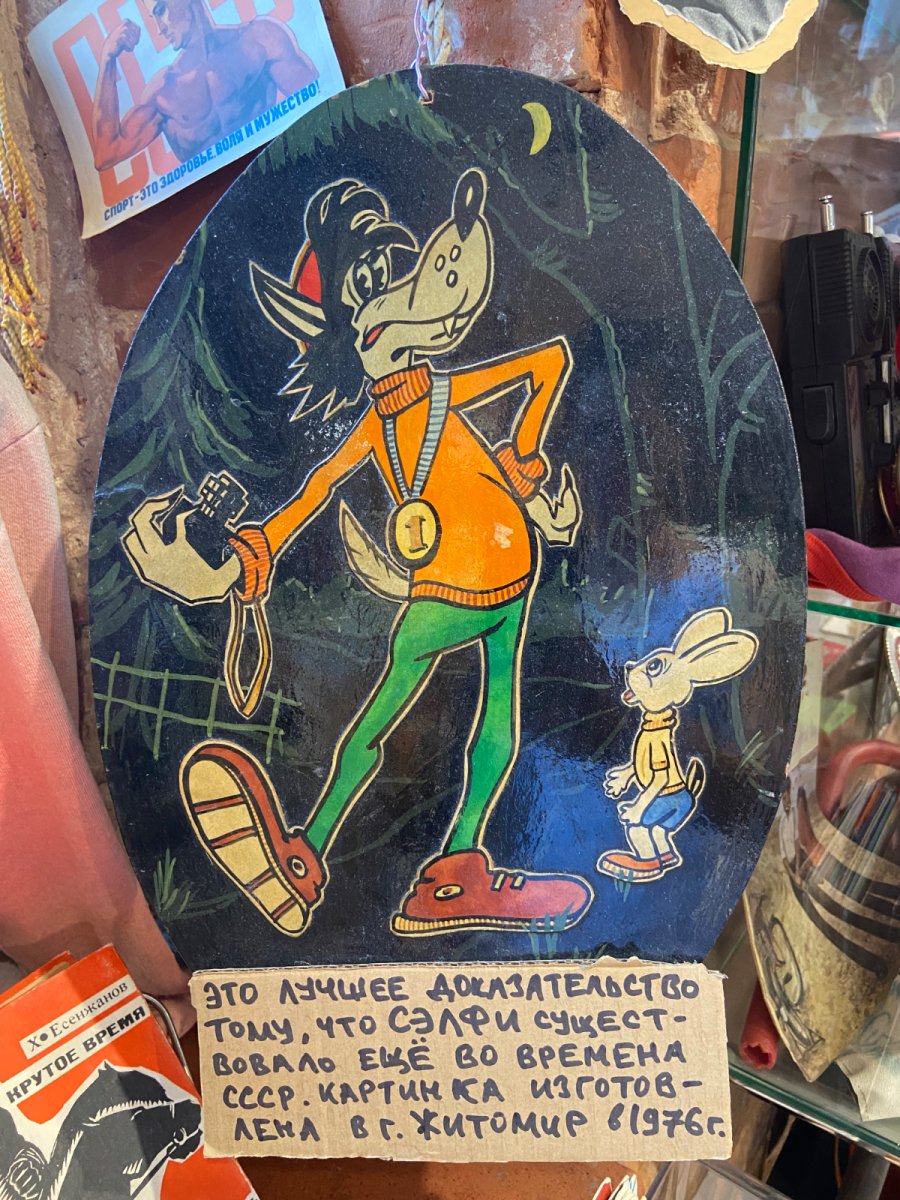 СПОРТ-ЭТО ЗДОРОВЬЕ, ВОЛЯ И МУЖЕСТВО!
1
ЭТО ЛУЧШЕЕ ДОКАЗАТЕЛЬСТВО
ТОМУ, ЧТО СЭЛФИ СУЩЕСТ-
ВОВАЛО ЕЩЁ ВО ВРЕМЕНА
СССР. КАРТИНКА ИЗГОТОВ-
ЛЕНА В Г. ЖИТОМИР в 1976 г.
Х•Есенжанов
КРУТОЕ ВРЕМЯ